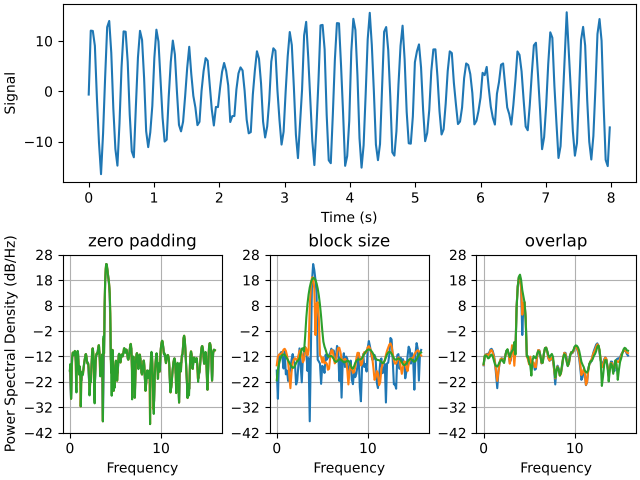 10
0
−10
Signal
0 1 2 3 4 5 6 7 8
Time (s)
zero padding block size overlap
28 28 28
18 18 18
8 8 8
−2 −2 −2
−12 −12 −12
−22 −22 −22
−32 −32 −32
−42 −42 −42
Power Spectral Density (dB/Hz)
0 10 0 10 0 10
Frequency Frequency Frequency